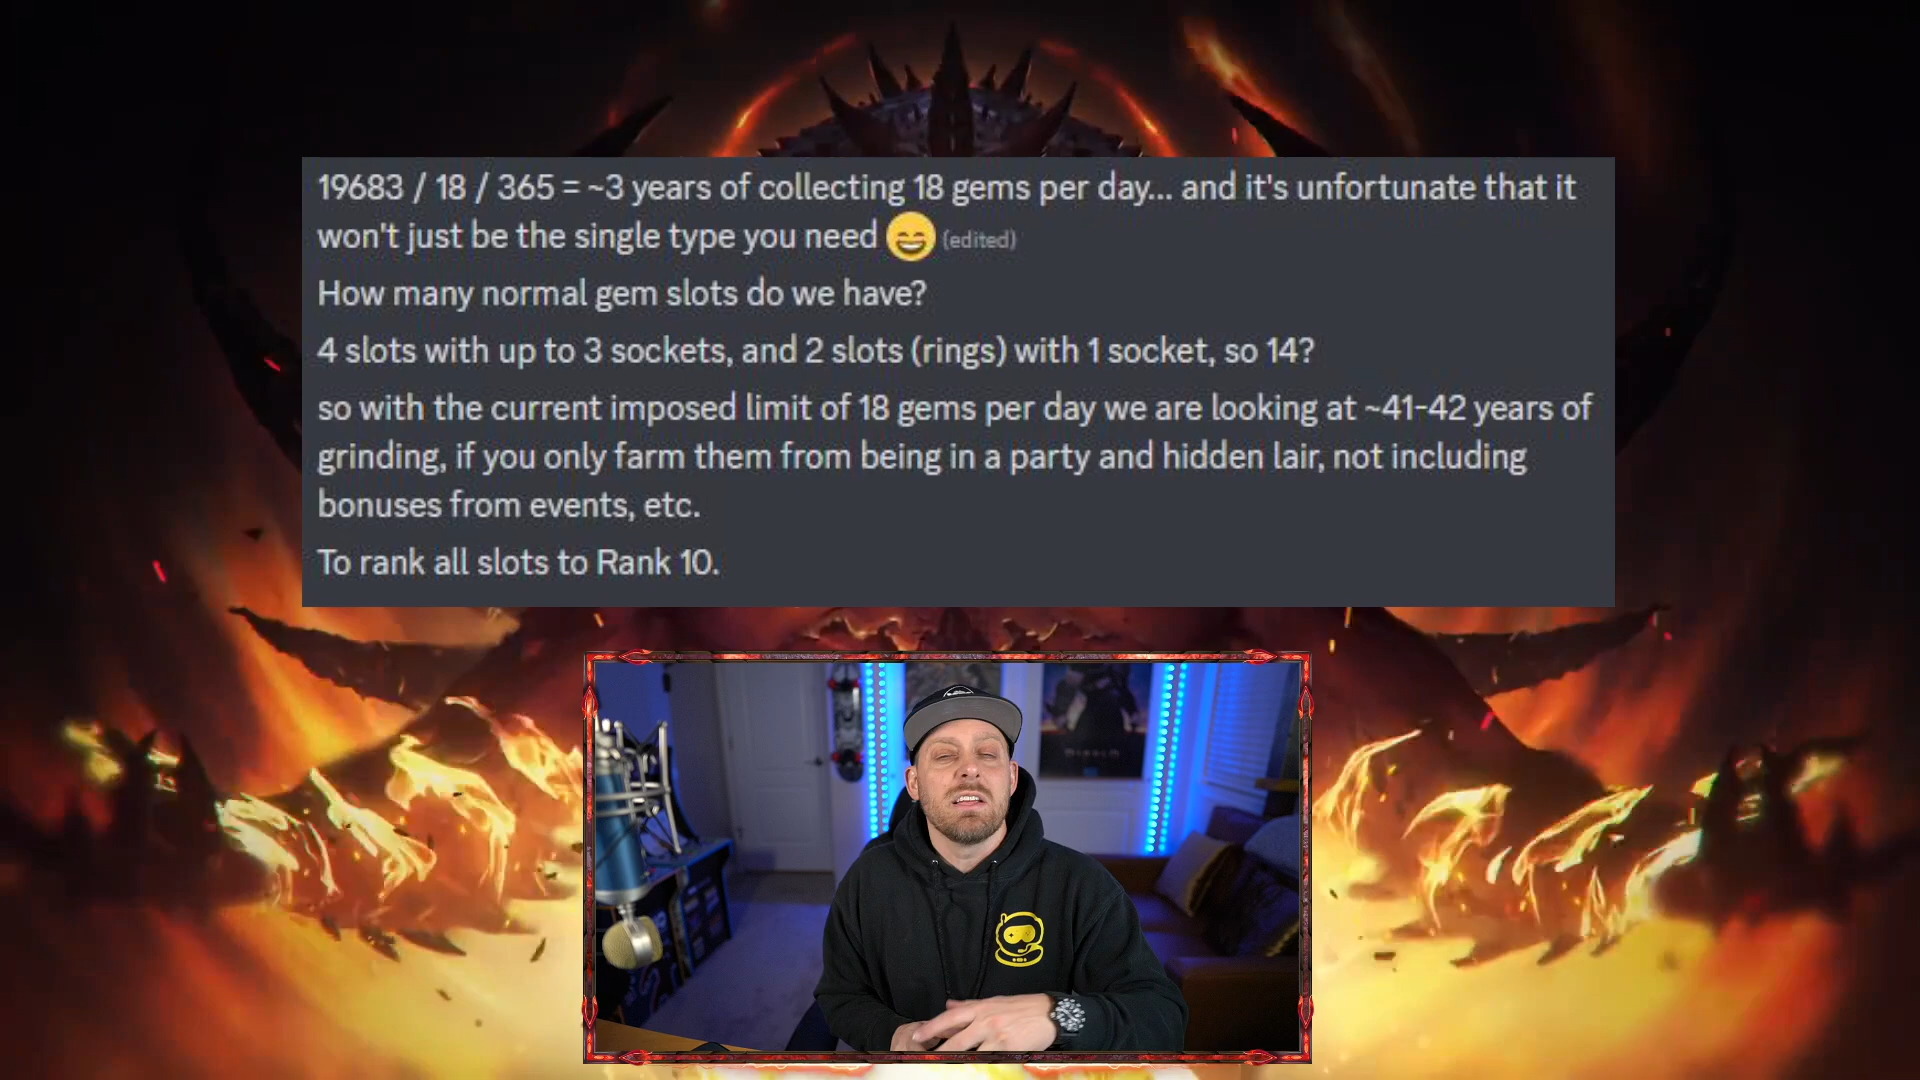 19683 / 18 / 365 = ~3 years of collecting 18 gems per day... and it's unfortunate that it
won't just be the single type you need 😄 (edited)
How many normal gem slots do we have?
4 slots with up to 3 sockets, and 2 slots (rings) with 1 socket, so 14?
so with the current imposed limit of 18 gems per day we are looking at ~41-42 years of
grinding, if you only farm them from being in a party and hidden lair, not including
bonuses from events, etc.
To rank all slots to Rank 10.